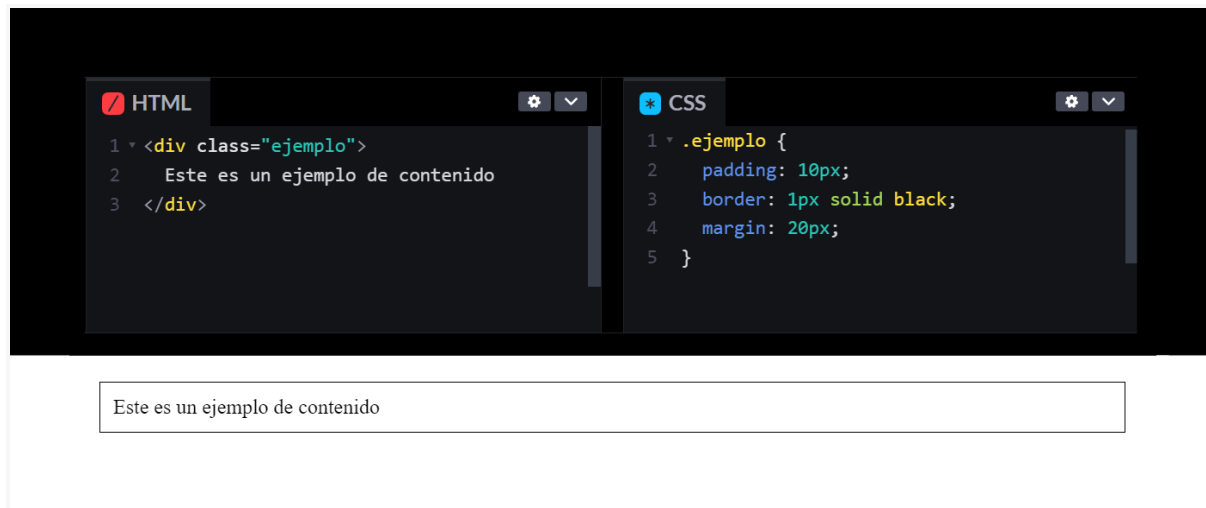 HTML
1 <div class="ejemplo">
2 Este es un ejemplo de contenido
3 </div>
CSS
1 .ejemplo {
2 padding: 10px;
3 border: 1px solid black;
4 margin: 20px;
5 }
Este es un ejemplo de contenido